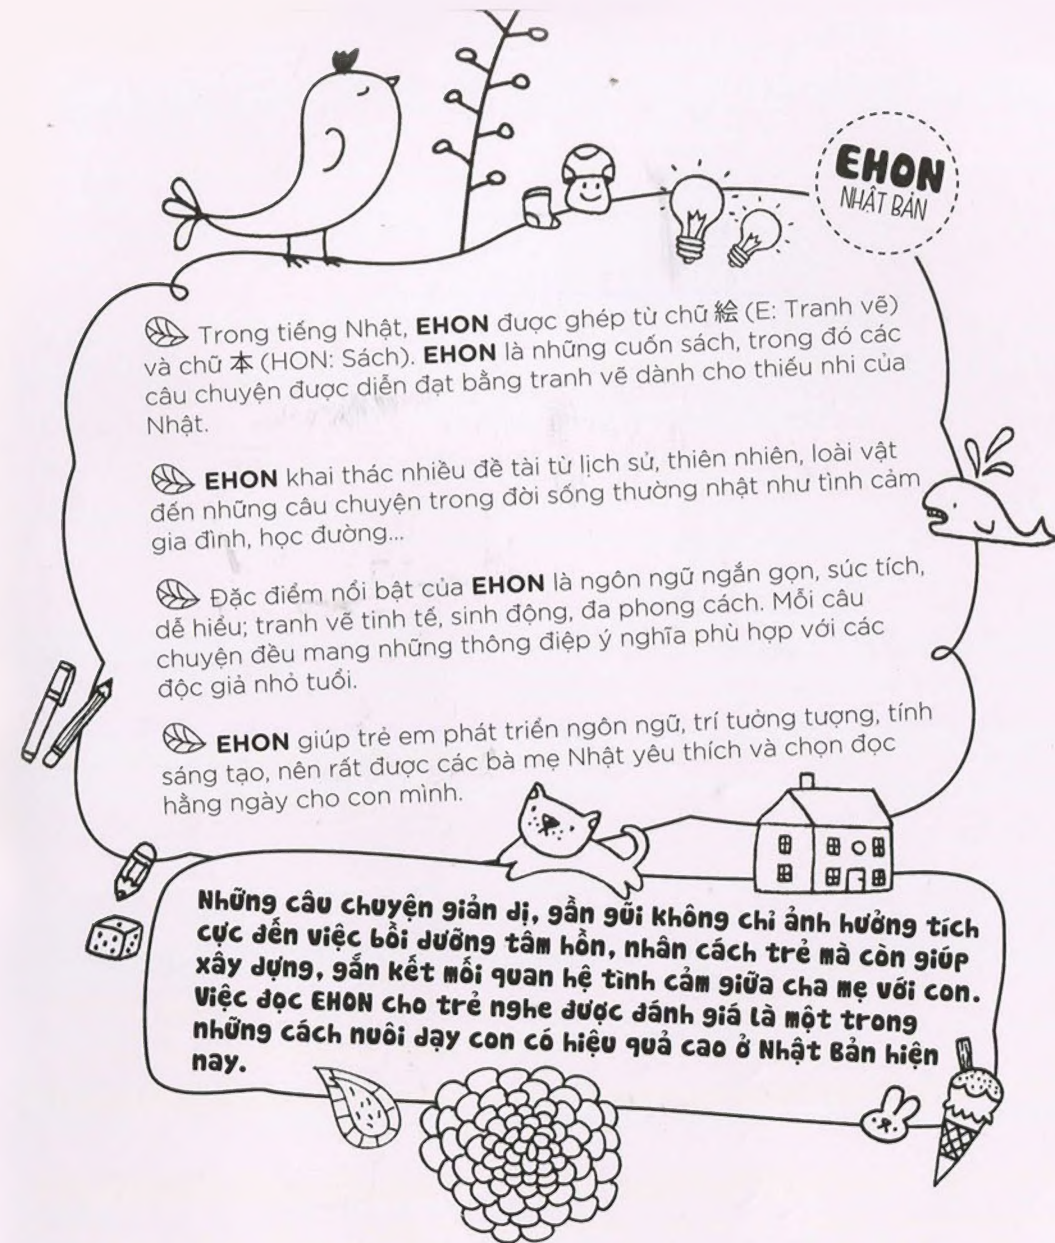 EHON
NHẬT BẢN
Trong tiếng Nhật, EHON được ghép từ chữ 絵 (E: Tranh vẽ)
và chữ 本 (HON: Sách). EHON là những cuốn sách, trong đó các
câu chuyện được diễn đạt bằng tranh vẽ dành cho thiếu nhi của
Nhật.
EHON khai thác nhiều đề tài từ lịch sử, thiên nhiên, loài vật
đến những câu chuyện trong đời sống thường nhật như tình cảm
gia đình, học đường...
Đặc điểm nổi bật của EHON là ngôn ngữ ngắn gọn, súc tích,
dễ hiểu; tranh vẽ tinh tế, sinh động, đa phong cách. Mỗi câu
chuyện đều mang những thông điệp ý nghĩa phù hợp với các
độc giả nhỏ tuổi.
EHON giúp trẻ em phát triển ngôn ngữ, trí tưởng tượng, tính
sáng tạo, nên rất được các bà mẹ Nhật yêu thích và chọn đọc
hằng ngày cho con mình.
Những câu chuyện giản dị, gần gũi không chỉ ảnh hưởng tích
cực đến việc bồi dưỡng tâm hồn, nhân cách trẻ mà còn giúp
xây dựng, gắn kết mối quan hệ tình cảm giữa cha mẹ với con.
Việc đọc EHON cho trẻ nghe được đánh giá là một trong
những cách nuôi dạy con có hiệu quả cao ở Nhật Bản hiện
nay.